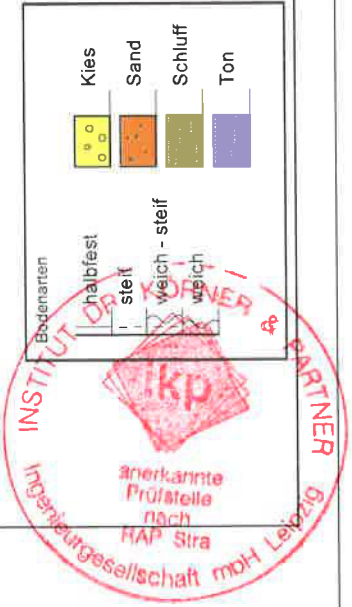 Bodenarten
halbfest
steif
weich - steif
weich
Kies
Sand
Schluff
Ton
INSTITUT DR. KÖRNER PARTNER
ikp
anerkannte
Prüfstelle
nach
RAP Stra
Ingenieurgesellschaft mbH Leipzig